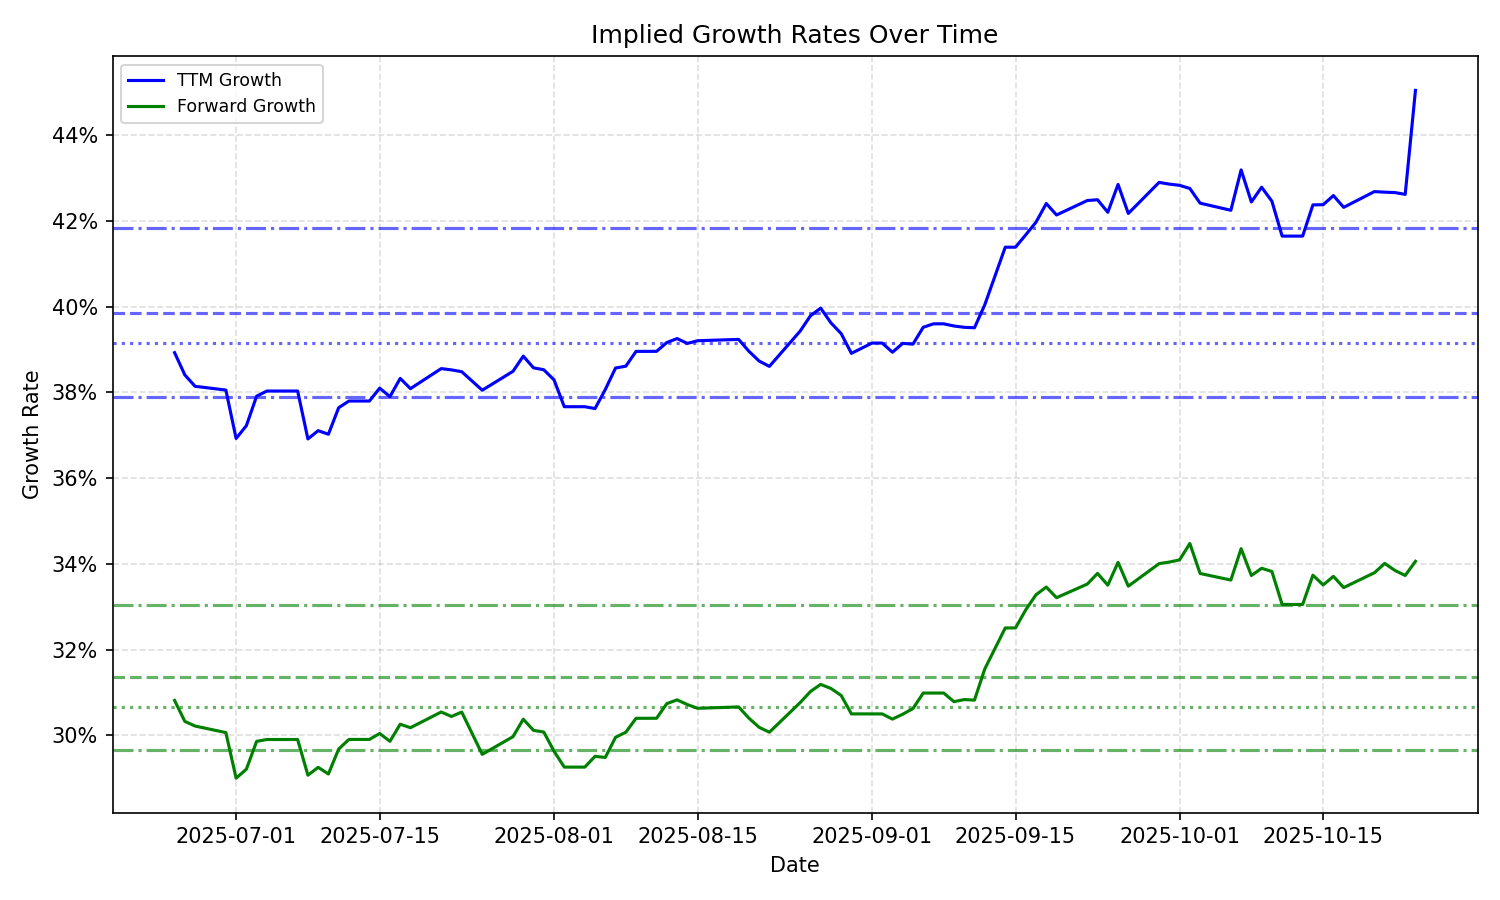 Implied Growth Rates Over Time
TTM Growth
Forward Growth
44%
42%
40%
38%
36%
34%
32%
30%
Growth Rate
2025-07-01 2025-07-15 2025-08-01 2025-08-15 2025-09-01 2025-09-15 2025-10-01 2025-10-15
Date